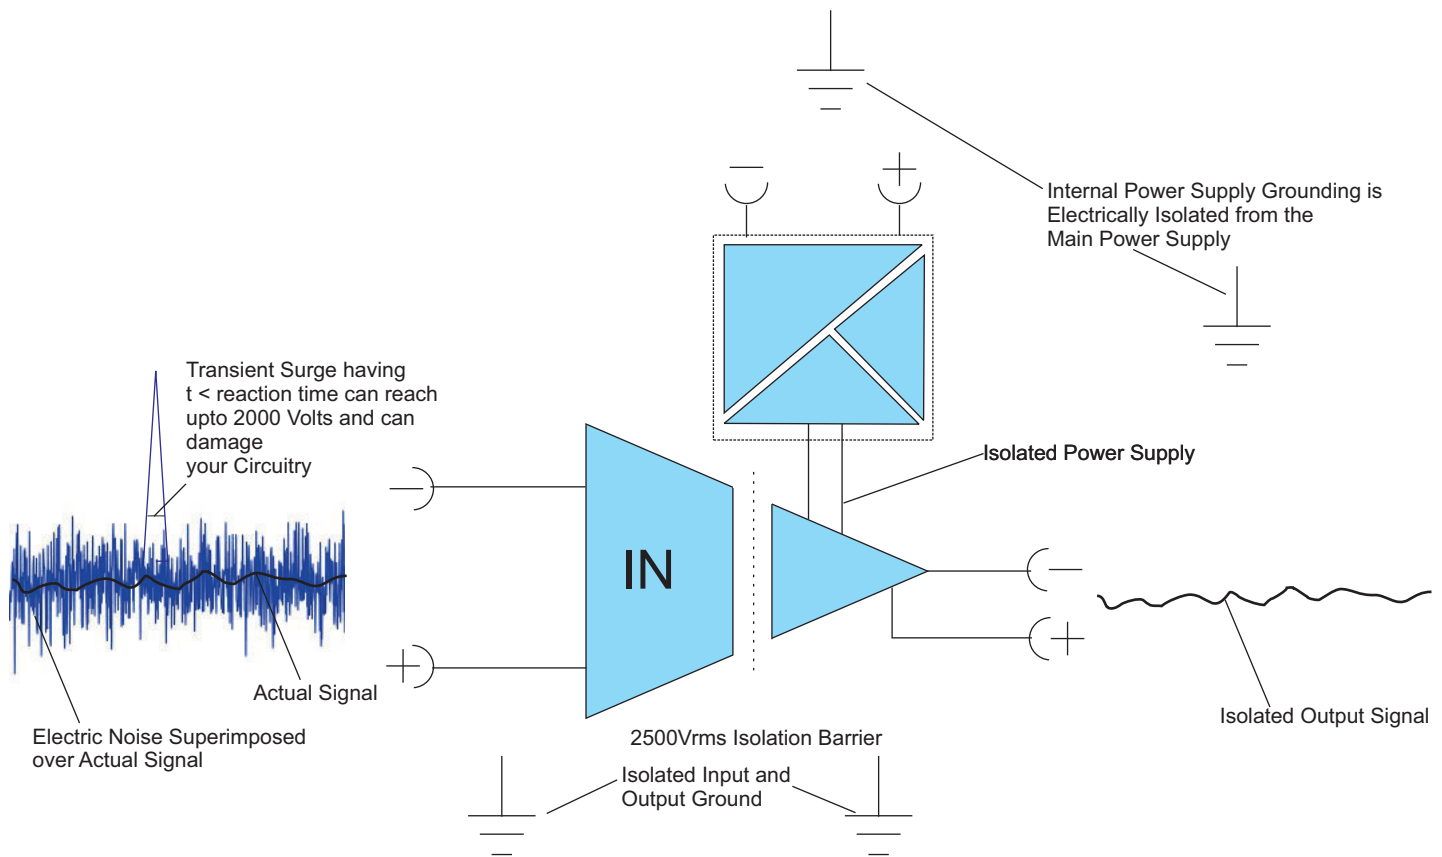 Internal Power Supply Grounding is
Electrically Isolated from the
Main Power Supply
Transient Surge having
t < reaction time can reach
upto 2000 Volts and can
damage
your Circuitry
Isolated Power Supply
IN
Actual Signal
Electric Noise Superimposed
over Actual Signal
Isolated Output Signal
2500Vrms Isolation Barrier
Isolated Input and
Output Ground